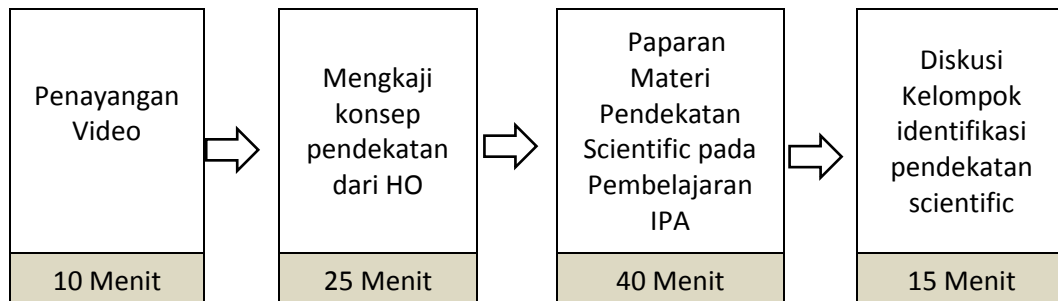 Penayangan
Video
10 Menit
Mengkaji
konsep
pendekatan
dari HO
25 Menit
Paparan
Materi
Pendekatan
Scientific pada
Pembelajaran
IPA
40 Menit
Diskusi
Kelompok
identifikasi
pendekatan
scientific
15 Menit